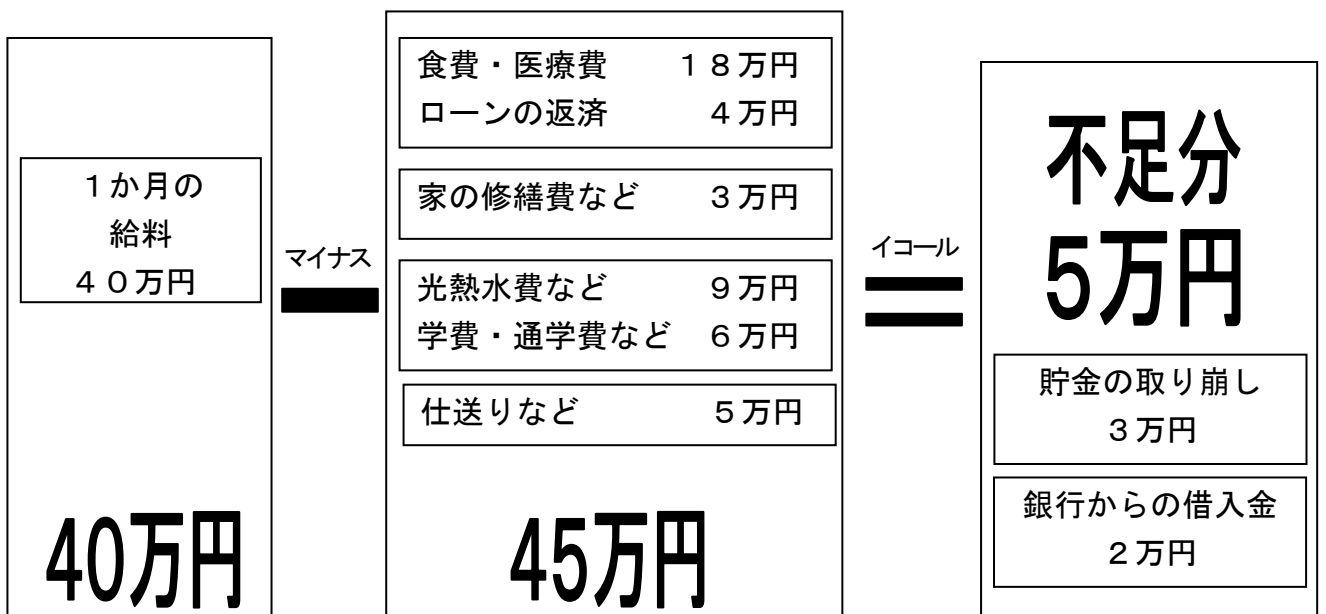 １か月の
給料
４０万円
40万円
マイナス
食費・医療費 １８万円
ローンの返済 ４万円
家の修繕費など ３万円
光熱水費など ９万円
学費・通学費など ６万円
仕送りなど ５万円
45万円
イコール
不足分
5万円
貯金の取り崩し
３万円
銀行からの借入金
２万円